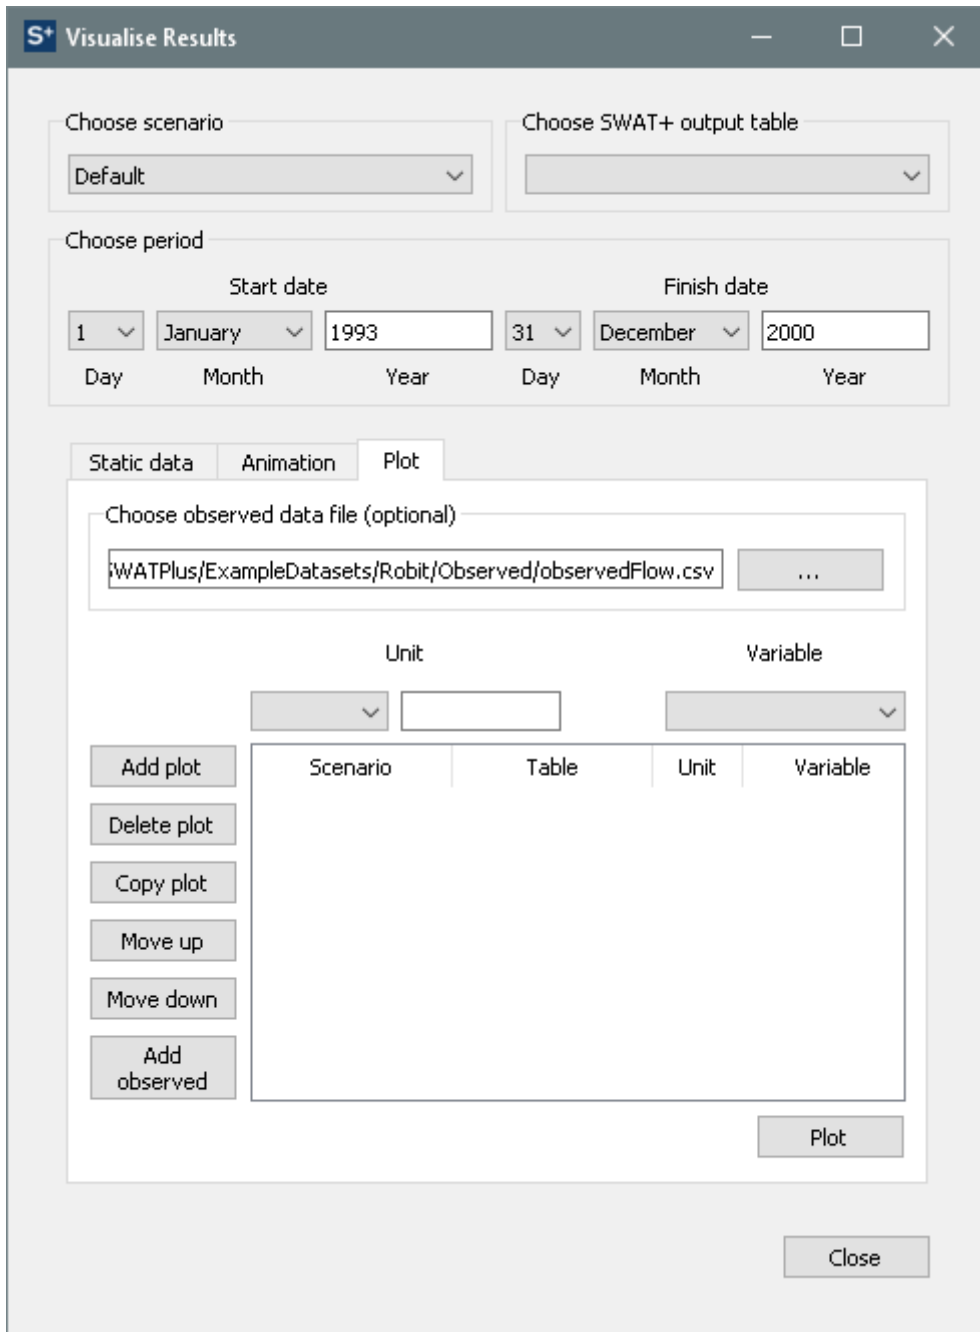 S+ Visualise Results
Choose scenario
Choose SWAT+ output table
Default
Choose period
Start date
Finish date
1 January 1993 31 December 2000
Day Month Year Day Month Year
Static data Animation Plot
Choose observed data file (optional)
SWATPlus/ExampleDatasets/Robit/Observed/observedFlow.csv ...
Unit Variable
Add plot
Scenario Table Unit Variable
Delete plot
Copy plot
Move up
Move down
Add
observed
Plot
Close